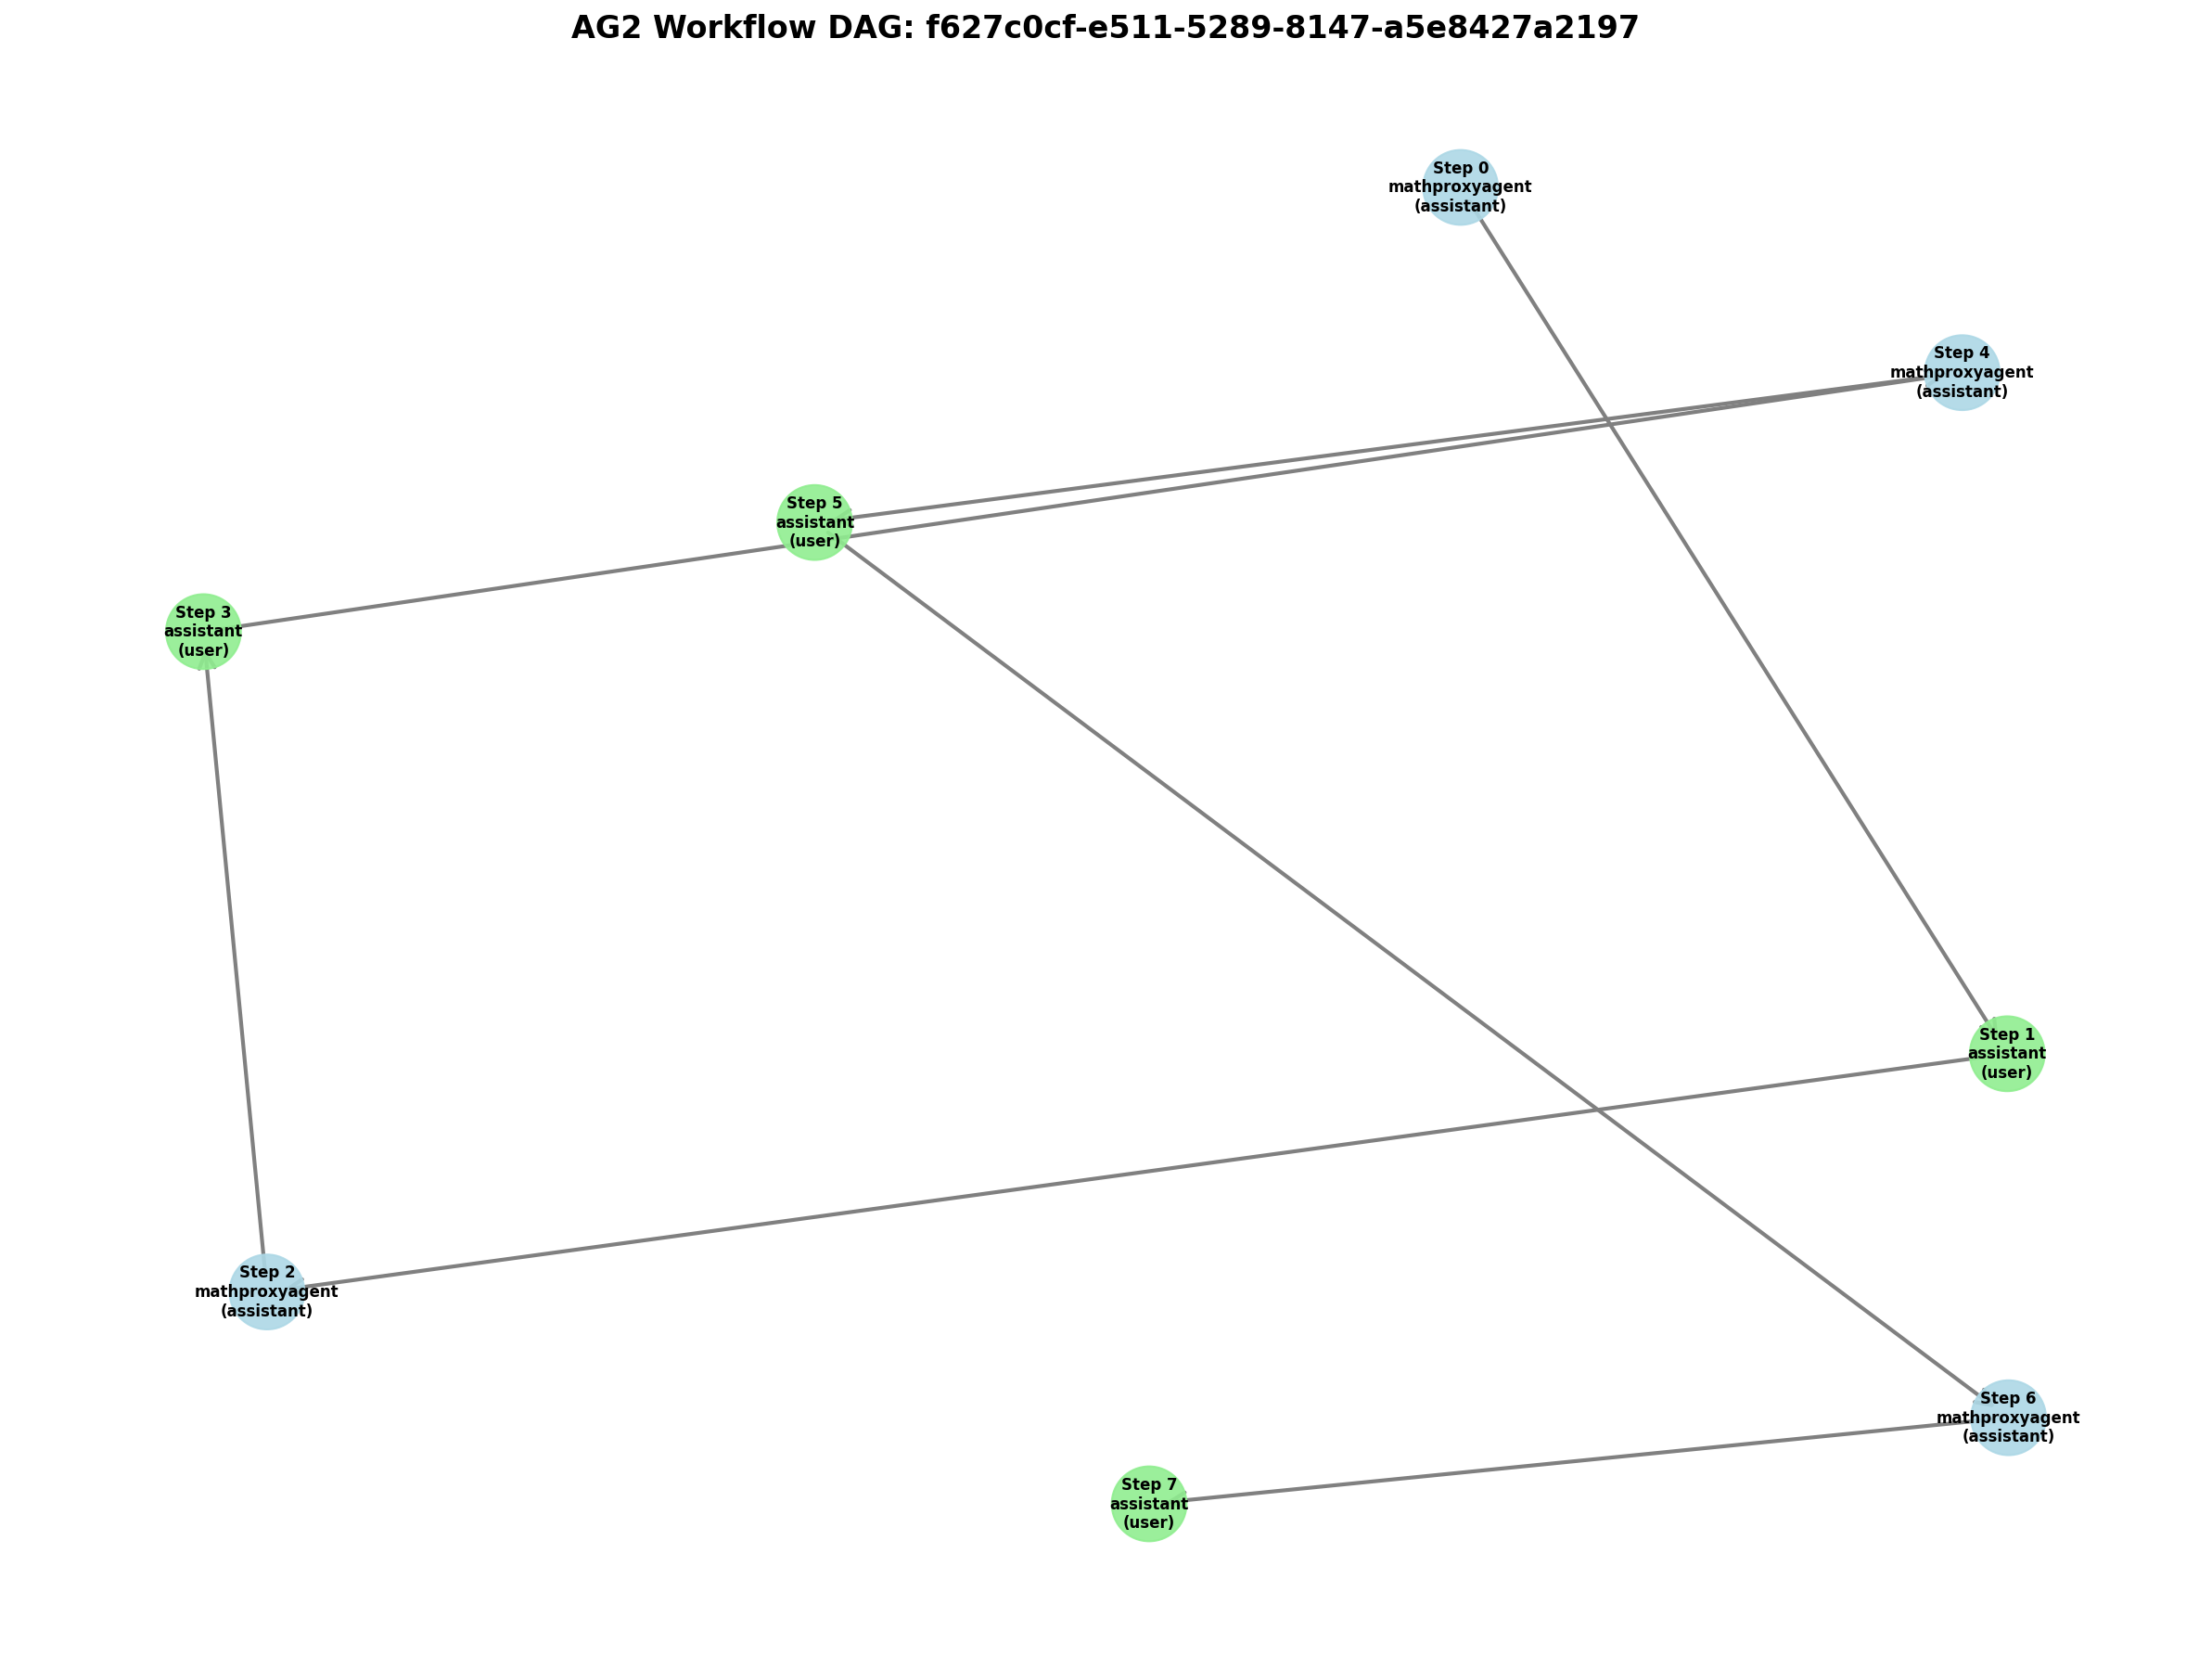 AG2 Workflow DAG: f627c0cf-e511-5289-8147-a5e8427a2197
Step 0
mathproxyagent
(assistant)
Step 4
mathproxyagent
(assistant)
Step 5
assistant
(user)
Step 3
assistant
(user)
Step 1
assistant
(user)
Step 2
mathproxyagent
(assistant)
Step 6
mathproxyagent
(assistant)
Step 7
assistant
(user)